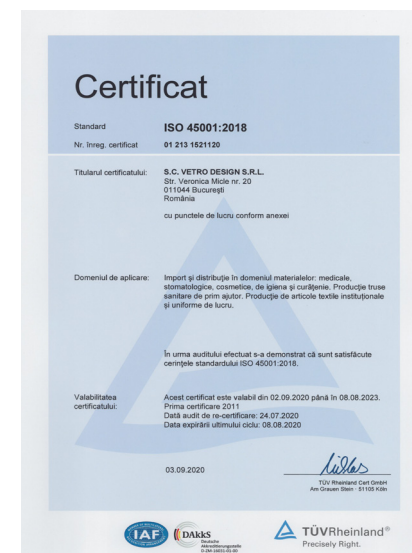 Certificat
Standard ISO 45001:2018
Nr. înreg. certificat 01 213 1521120
Titularul certificatului: S.C. VETRO DESIGN S.R.L.
Str. Veronica Micle nr. 20
011044 București
România
cu punctele de lucru conform anexei
Domeniul de aplicare: Import și distribuție în domeniul materialelor: medicale,
stomatologice, cosmetice, de igiena și curățenie. Producție truse
sanitare de prim ajutor. Producție de articole textile instituționale
și uniforme de lucru.
În urma auditului efectuat s-a demonstrat că sunt satisfăcute
cerințele standardului ISO 45001:2018.
Valabilitatea Acest certificat este valabil din 02.09.2020 până în 08.08.2023.
certificatului: Prima certificare 2011
Dată audit de re-certificare: 24.07.2020
Data expirării ultimului ciclu: 08.08.2020
03.09.2020
TÜV Rheinland Cert GmbH
Am Grauen Stein · 51105 Köln
IAF
DAkkS
Deutsche
Akkreditierungsstelle
D-ZM-16031-01-00
TÜVRheinland®
Precisely Right.